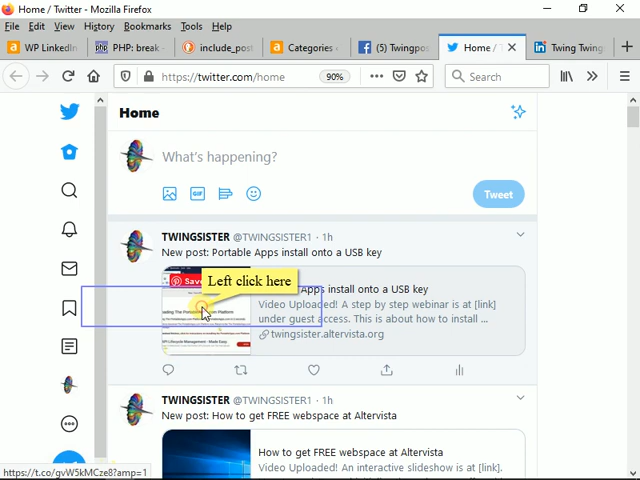 Home / Twitter - Mozilla Firefox
File Edit View History Bookmarks Tools Help
WP LinkedIn
PHP: break -
include_post
Categories
(5) Twingpos
Home / T
Twing Twing
https://twitter.com/home
90%
Search
Home
What's happening?
GIF
Tweet
TWINGSISTER @TWINGSISTER1 · 1h
New post: Portable Apps install onto a USB key
Save
Left click here
Apps install onto a USB key
Video Uploaded! A step by step webinar is at [link]
under guest access. This is about how to install ...
twingsister.altervista.org
TWINGSISTER @TWINGSISTER1 · 1h
New post: How to get FREE webspace at Altervista
How to get FREE webspace at Altervista
Video Uploaded! An interactive slideshow is at [link].
https://t.co/gvW5kMCze8?amp=1